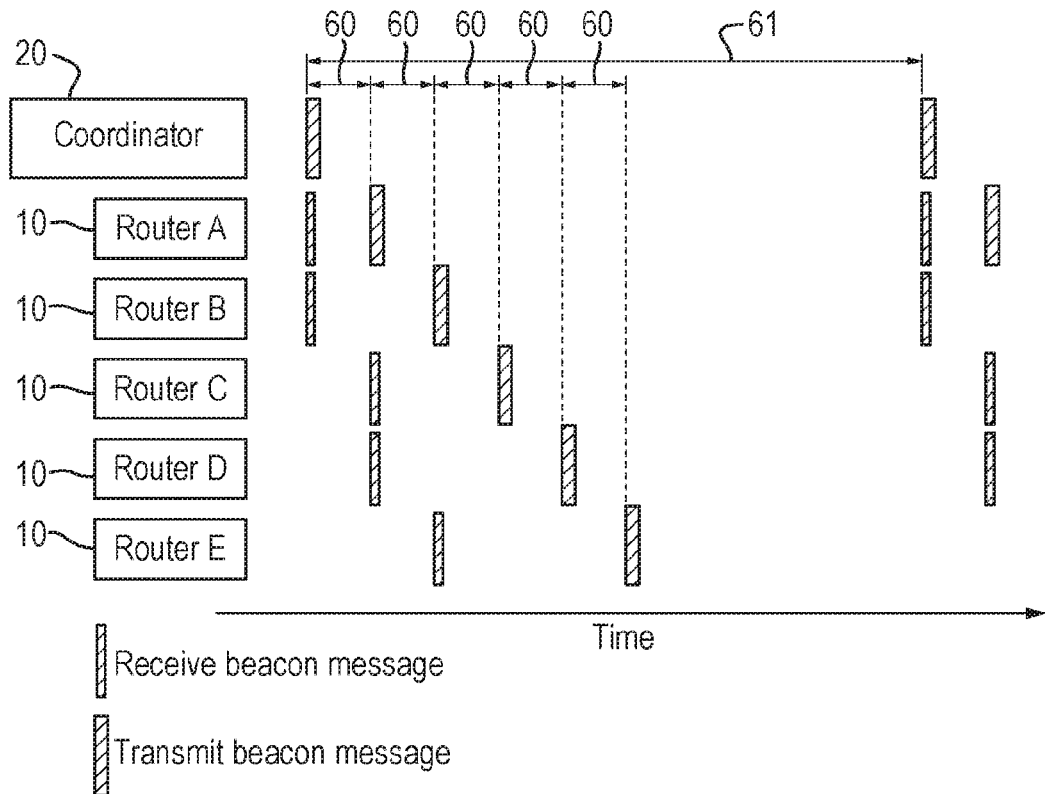 60 60 60 60 60 61
20
Coordinator
10 Router A
10 Router B
10 Router C
10 Router D
10 Router E
Time
Receive beacon message
Transmit beacon message